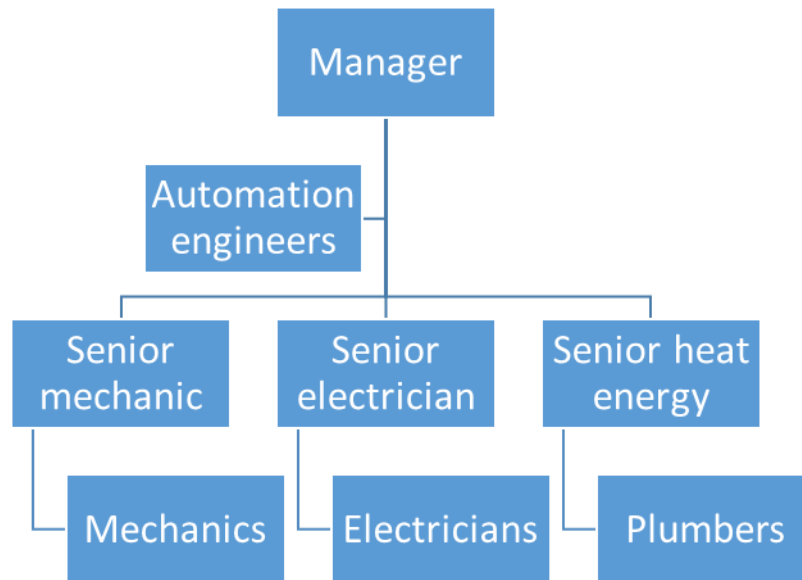 Manager
Automation
engineers
Senior
mechanic
Senior
electrician
Senior heat
energy
Mechanics
Electricians
Plumbers